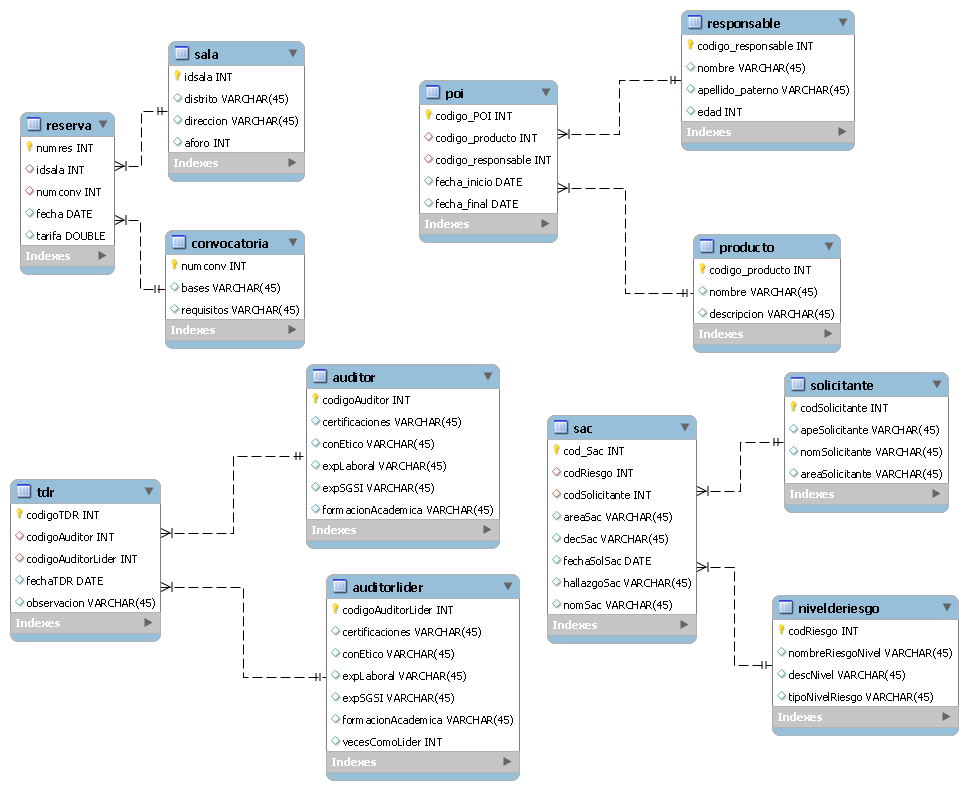 sala
idsala INT
distrito VARCHAR(45)
direccion VARCHAR(45)
aforo INT
Indexes
reserva
numres INT
idsala INT
numconv INT
fecha DATE
tarifa DOUBLE
Indexes
convocatoria
numconv INT
bases VARCHAR(45)
requisitos VARCHAR(45)
Indexes
poi
codigo_POI INT
codigo_producto INT
codigo_responsable INT
fecha_inicio DATE
fecha_final DATE
Indexes
responsable
codigo_responsable INT
nombre VARCHAR(45)
apellido_paterno VARCHAR(45)
edad INT
Indexes
producto
codigo_producto INT
nombre VARCHAR(45)
descripcion VARCHAR(45)
Indexes
auditor
codigoAuditor INT
certificaciones VARCHAR(45)
conEtico VARCHAR(45)
expLaboral VARCHAR(45)
expSGSI VARCHAR(45)
formacionAcademica VARCHAR(45)
Indexes
tdr
codigoTDR INT
codigoAuditor INT
codigoAuditorLider INT
fechaTDR DATE
observacion VARCHAR(45)
Indexes
auditorlider
codigoAuditorLider INT
certificaciones VARCHAR(45)
conEtico VARCHAR(45)
expLaboral VARCHAR(45)
expSGSI VARCHAR(45)
formacionAcademica VARCHAR(45)
vecesComoLider INT
Indexes
sac
cod_Sac INT
codRiesgo INT
codSolicitante INT
areaSac VARCHAR(45)
decSac VARCHAR(45)
fechaSolSac DATE
hallazgoSac VARCHAR(45)
nomSac VARCHAR(45)
Indexes
solicitante
codSolicitante INT
apeSolicitante VARCHAR(45)
nomSolicitante VARCHAR(45)
areaSolicitante VARCHAR(45)
Indexes
nivelderiesgo
codRiesgo INT
nombreRiesgoNivel VARCHAR(45)
descNivel VARCHAR(45)
tipoNivelRiesgo VARCHAR(45)
Indexes